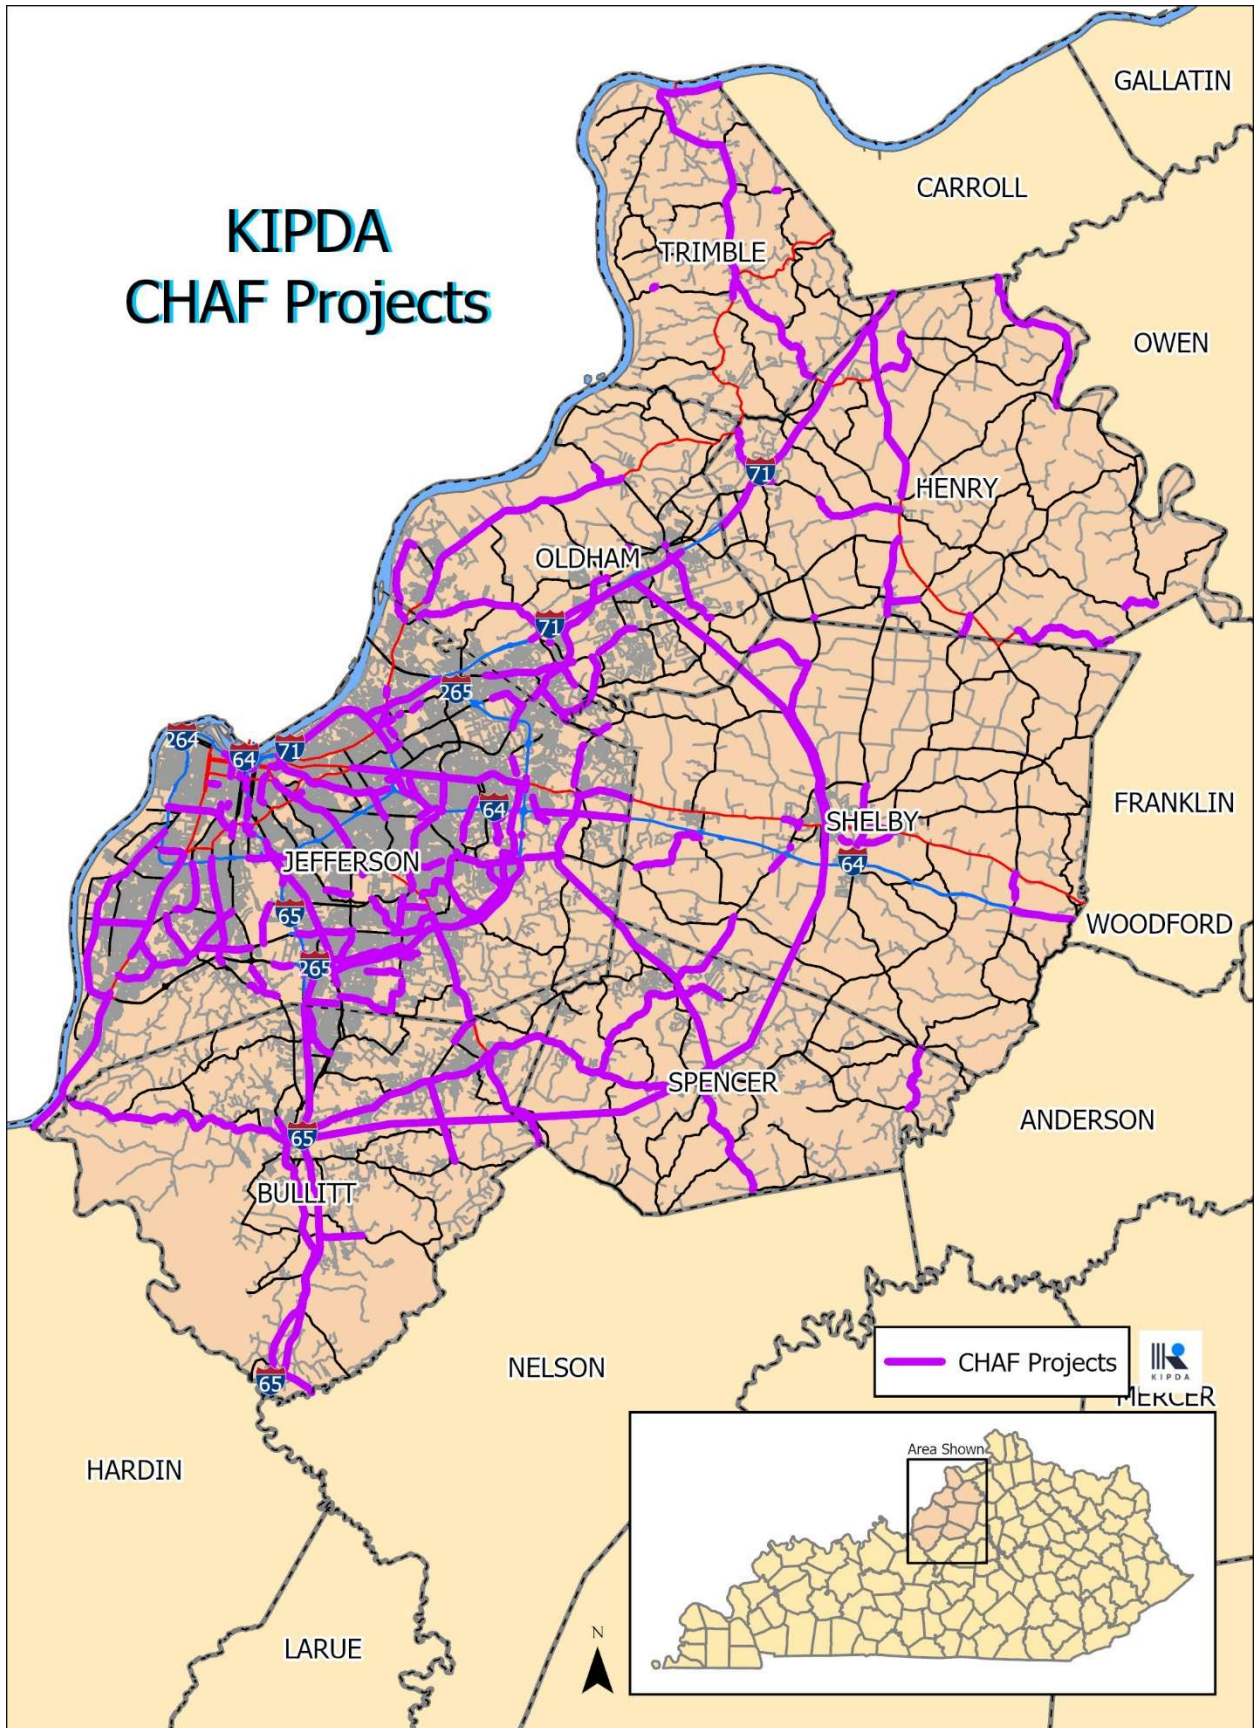 KIPDA
CHAF Projects
GALLATIN
CARROLL
TRIMBLE
OWEN
71
HENRY
OLDHAM
71
265
264
64
71
64
FRANKLIN
SHELBY
JEFFERSON
64
65
WOODFORD
265
SPENCER
ANDERSON
65
BULLITT
NELSON
CHAF Projects
KIPDA
65
MERCER
HARDIN
Area Shown
N
LARUE